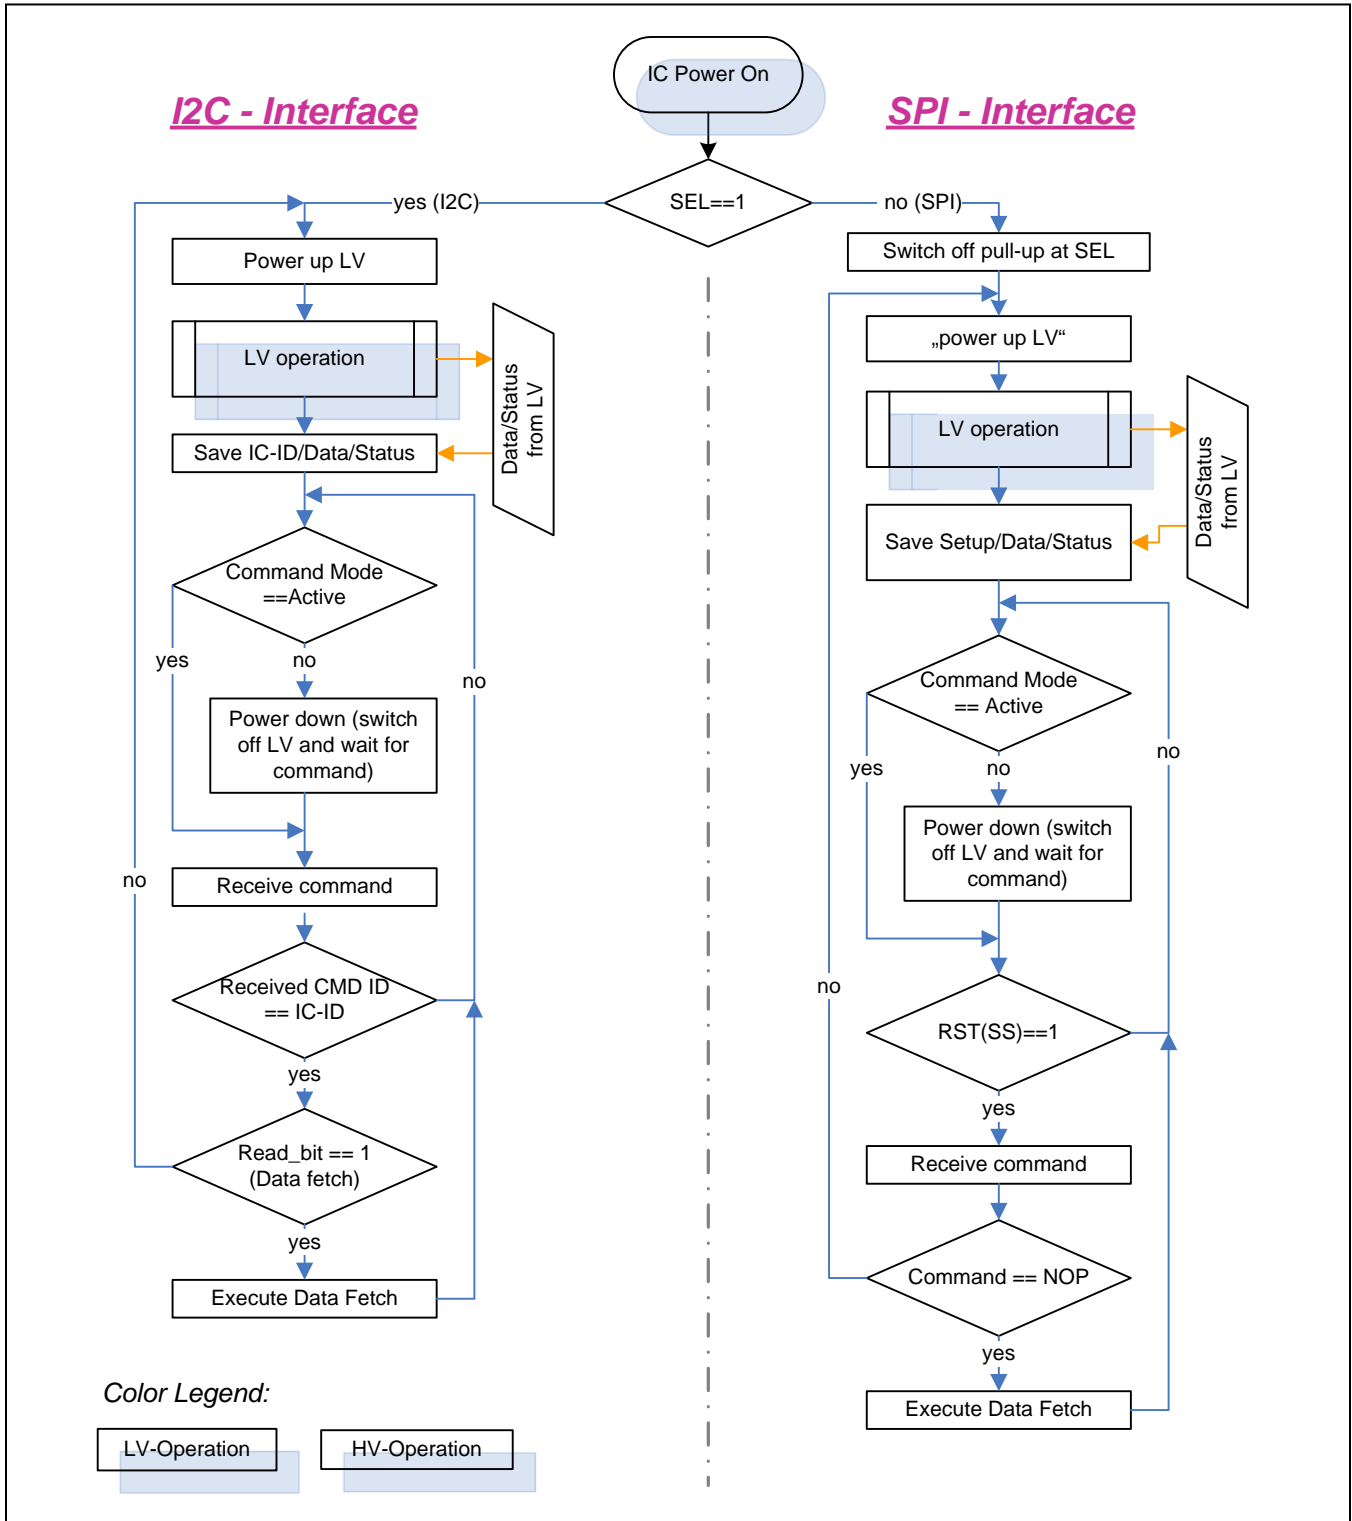 IC Power On
I2C - Interface
SPI - Interface
SEL==1
yes (I2C)
no (SPI)
Power up LV
LV operation
Data/Status
from LV
Save IC-ID/Data/Status
Command Mode
==Active
yes
no
no
Power down (switch
off LV and wait for
command)
no
Receive command
Received CMD ID
== IC-ID
yes
Read_bit == 1
(Data fetch)
yes
Execute Data Fetch
Switch off pull-up at SEL
„power up LV“
LV operation
Data/Status
from LV
Save Setup/Data/Status
Command Mode
== Active
yes
no
no
Power down (switch
off LV and wait for
command)
no
RST(SS)==1
yes
Receive command
Command == NOP
yes
Execute Data Fetch
Color Legend:
LV-Operation
HV-Operation